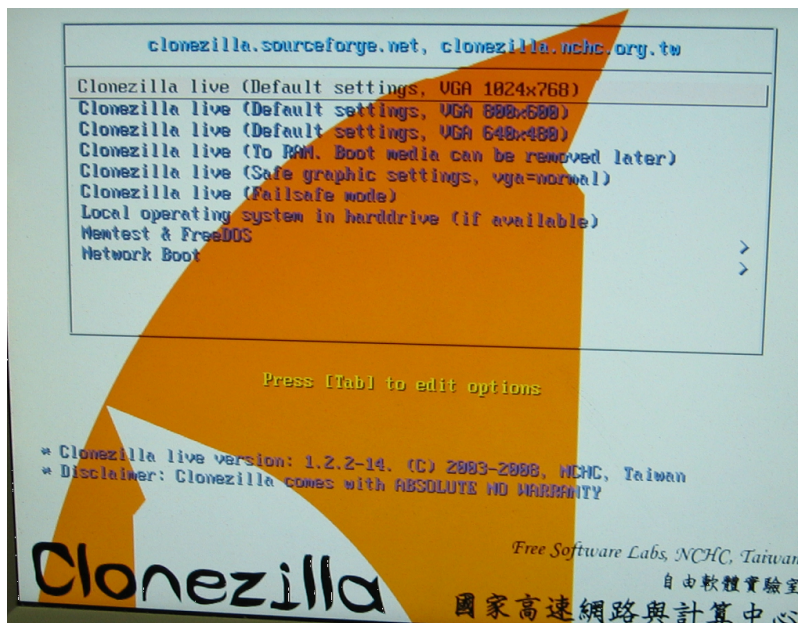 clonezilla.sourceforge.net, clonezilla.nchc.org.tw
Clonezilla live (Default settings, VGA 1024x768)
Clonezilla live (Default settings, VGA 800x600)
Clonezilla live (Default settings, VGA 640x480)
Clonezilla live (To RAM. Boot media can be removed later)
Clonezilla live (Safe graphic settings, vga=normal)
Clonezilla live (Failsafe mode)
Local operating system in harddrive (if available)
Memtest & FreeDOS >
Network Boot >
Press [Tab] to edit options
* Clonezilla live version: 1.2.2-14. (C) 2003-2008, NCHC, Taiwan
* Disclaimer: Clonezilla comes with ABSOLUTE NO WARRANTY
Clonezilla
Free Software Labs, NCHC, Taiwan
自由軟體實驗室
國家高速網路與計算中心